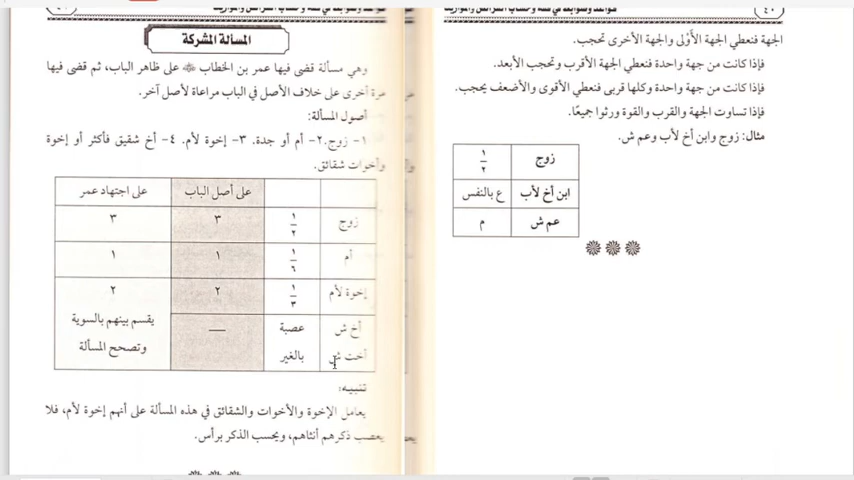 الجهة فنعطي الجهة الأولى والجهة الأخرى تحجب.
فإذا كانت من جهة واحدة فنعطي الجهة الأقرب وتحجب الأبعد.
فإذا كانت من جهة واحدة وكلها قربى فنعطي الأقوى والأضعف يحجب.
فإذا تساوت الجهة والقرب والقوة ورثوا جميعًا.
مثال: زوج وابن أخ لأب وعم ش.
زوج ١/٢
ابن أخ لأب ع بالنفس
عم ش م
المسألة المشركة
وهي مسألة قضى فيها عمر بن الخطاب ﷺ على ظاهر الباب، ثم قضى فيها
مرة أخرى على خلاف الأصل في الباب مراعاة لأصل آخر.
أصول المسألة:
١- زوج. ٢- أم أو جدة. ٣- إخوة لأم. ٤- أخ شقيق فأكثر أو إخوة
وأخوات شقائق.
على أصل الباب على اجتهاد عمر
زوج ١/٢ ٣ ٣
أم ١/٦ ١ ١
إخوة لأم ١/٣ ٢ ٢
أخ ش عصبة — يقسم بينهم بالسوية
أخت ش بالغير وتصحح المسألة
تنبيه:
يعامل الإخوة والأخوات والشقائق في هذه المسألة على أنهم إخوة لأم، فلا
يعصب ذكرهم أنثاهم، ويحسب الذكر برأس.